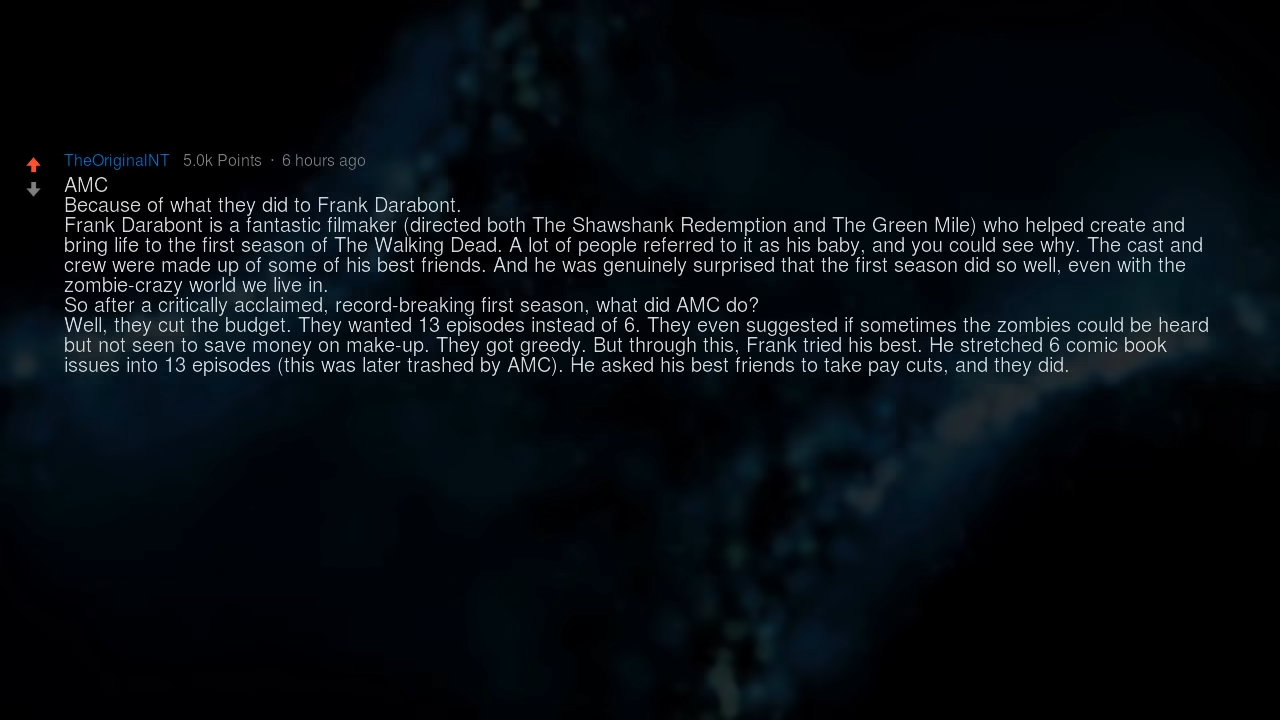 TheOriginalNT 5.0k Points · 6 hours ago
AMC
Because of what they did to Frank Darabont.
Frank Darabont is a fantastic filmaker (directed both The Shawshank Redemption and The Green Mile) who helped create and
bring life to the first season of The Walking Dead. A lot of people referred to it as his baby, and you could see why. The cast and
crew were made up of some of his best friends. And he was genuinely surprised that the first season did so well, even with the
zombie-crazy world we live in.
So after a critically acclaimed, record-breaking first season, what did AMC do?
Well, they cut the budget. They wanted 13 episodes instead of 6. They even suggested if sometimes the zombies could be heard
but not seen to save money on make-up. They got greedy. But through this, Frank tried his best. He stretched 6 comic book
issues into 13 episodes (this was later trashed by AMC). He asked his best friends to take pay cuts, and they did.